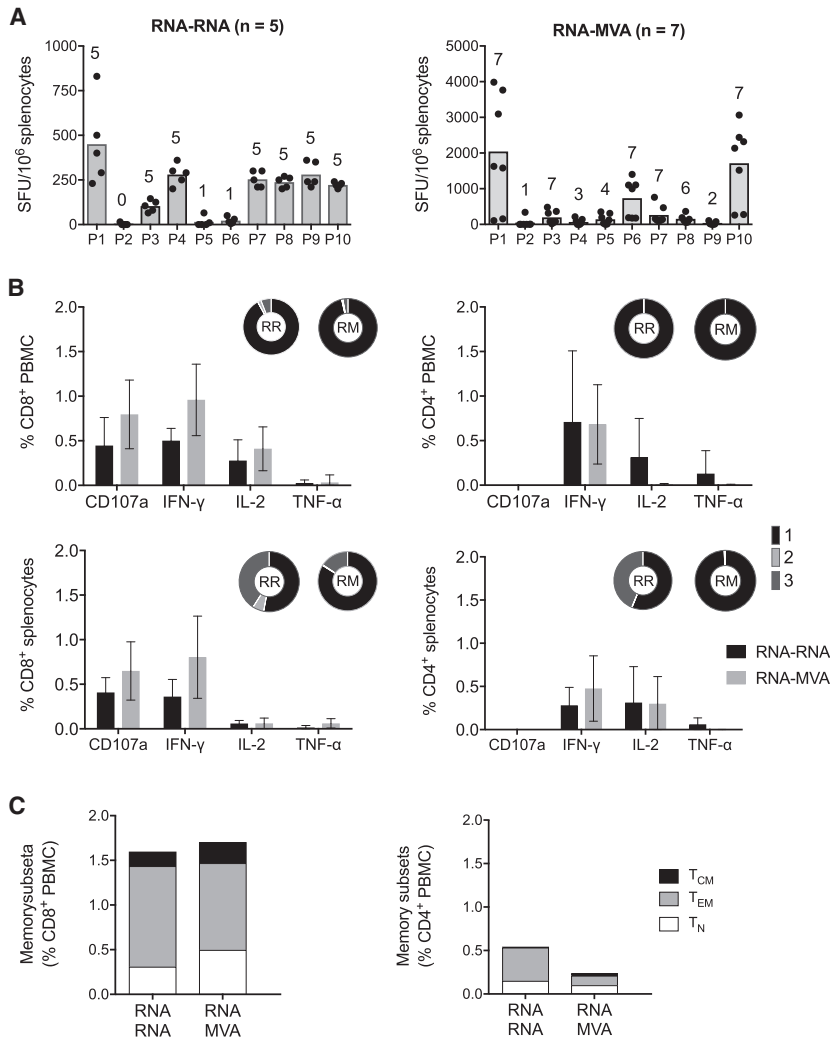 A
RNA-RNA (n = 5)
SFU/10⁶ splenocytes
1000
750
500
250
0
5
0
5
5
1
1
5
5
5
5
P1 P2 P3 P4 P5 P6 P7 P8 P9 P10
RNA-MVA (n = 7)
SFU/10⁶ splenocytes
5000
4000
3000
2000
1000
0
7
1
7
3
4
7
7
6
2
7
P1 P2 P3 P4 P5 P6 P7 P8 P9 P10
B
% CD8⁺ PBMC
2.0
1.5
1.0
0.5
0.0
RR
RM
CD107a IFN-γ IL-2 TNF-α
% CD4⁺ PBMC
2.0
1.5
1.0
0.5
0.0
RR
RM
CD107a IFN-γ IL-2 TNF-α
% CD8⁺ splenocytes
2.0
1.5
1.0
0.5
0.0
RR
RM
CD107a IFN-γ IL-2 TNF-α
% CD4⁺ splenocytes
2.0
1.5
1.0
0.5
0.0
RR
RM
CD107a IFN-γ IL-2 TNF-α
1
2
3
RNA-RNA
RNA-MVA
C
Memorysubseta
(% CD8⁺ PBMC)
2.0
1.5
1.0
0.5
0.0
RNA RNA
RNA MVA
Memory subsets
(% CD4⁺ PBMC)
2.0
1.5
1.0
0.5
0.0
RNA RNA
RNA MVA
T_CM
T_EM
T_N